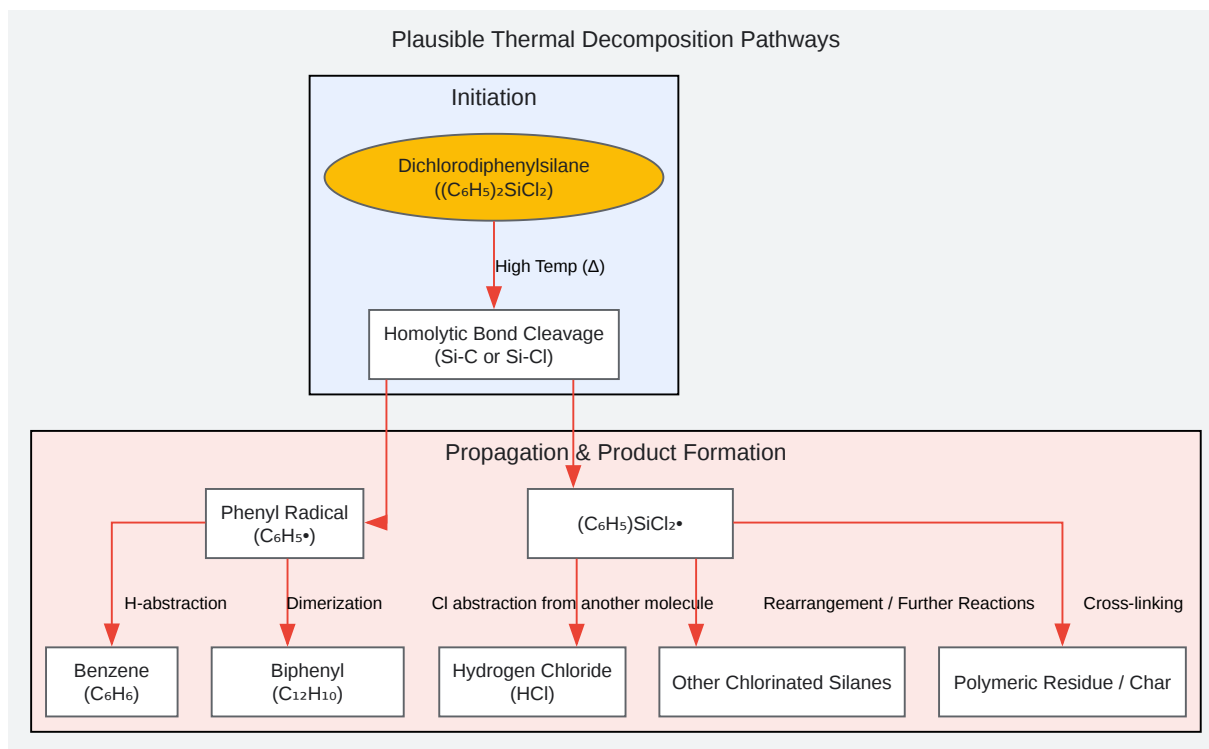 Plausible Thermal Decomposition Pathways
Initiation
Dichlorodiphenylsilane
((C₆H₅)₂SiCl₂)
High Temp (Δ)
Homolytic Bond Cleavage
(Si-C or Si-Cl)
Propagation & Product Formation
Phenyl Radical
(C₆H₅•)
(C₆H₅)SiCl₂•
H-abstraction
Dimerization
Cl abstraction from another molecule
Rearrangement / Further Reactions
Cross-linking
Benzene
(C₆H₆)
Biphenyl
(C₁₂H₁₀)
Hydrogen Chloride
(HCl)
Other Chlorinated Silanes
Polymeric Residue / Char